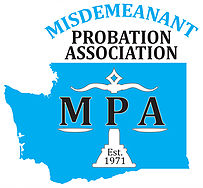 MISDEMEANANT
PROBATION
ASSOCIATION
MPA
Est.
1971